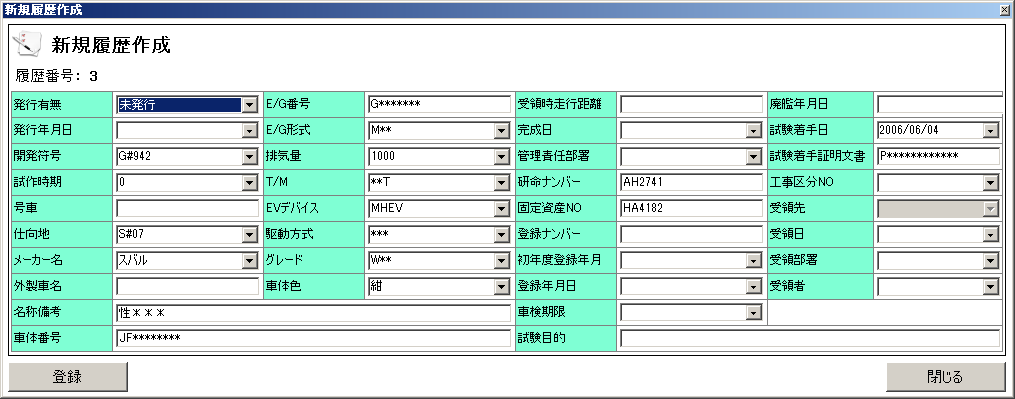 新規履歴作成
新規履歴作成
履歴番号: 3
発行有無 未発行 E/G番号 G******* 受領時走行距離 廃艦年月日
発行年月日 E/G形式 M** 完成日 試験着手日 2006/06/04
開発符号 G#942 排気量 1000 管理責任部署 試験着手証明文書 P************
試作時期 0 T/M **T 研命ナンバー AH2741 工事区分NO
号車 EVデバイス MHEV 固定資産NO HA4182 受領先
仕向地 S#07 駆動方式 *** 登録ナンバー 受領日
メーカー名 スバル グレード W** 初年度登録年月 受領部署
外製車名 車体色 紺 登録年月日 受領者
名称備考 性＊＊＊ 車検期限
車体番号 JF******** 試験目的
登録 閉じる